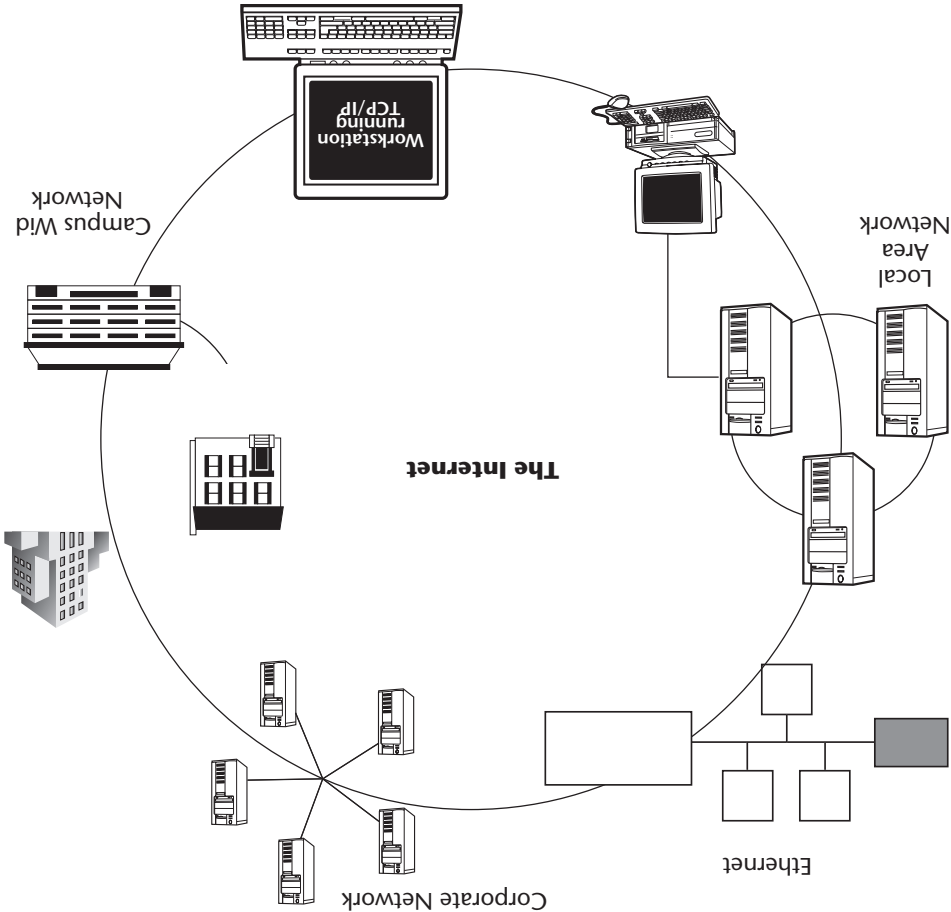 Ethernet
Corporate Network
The Internet
Local
Area
Network
Campus Wid
Network
Workstation
running
TCP/IP